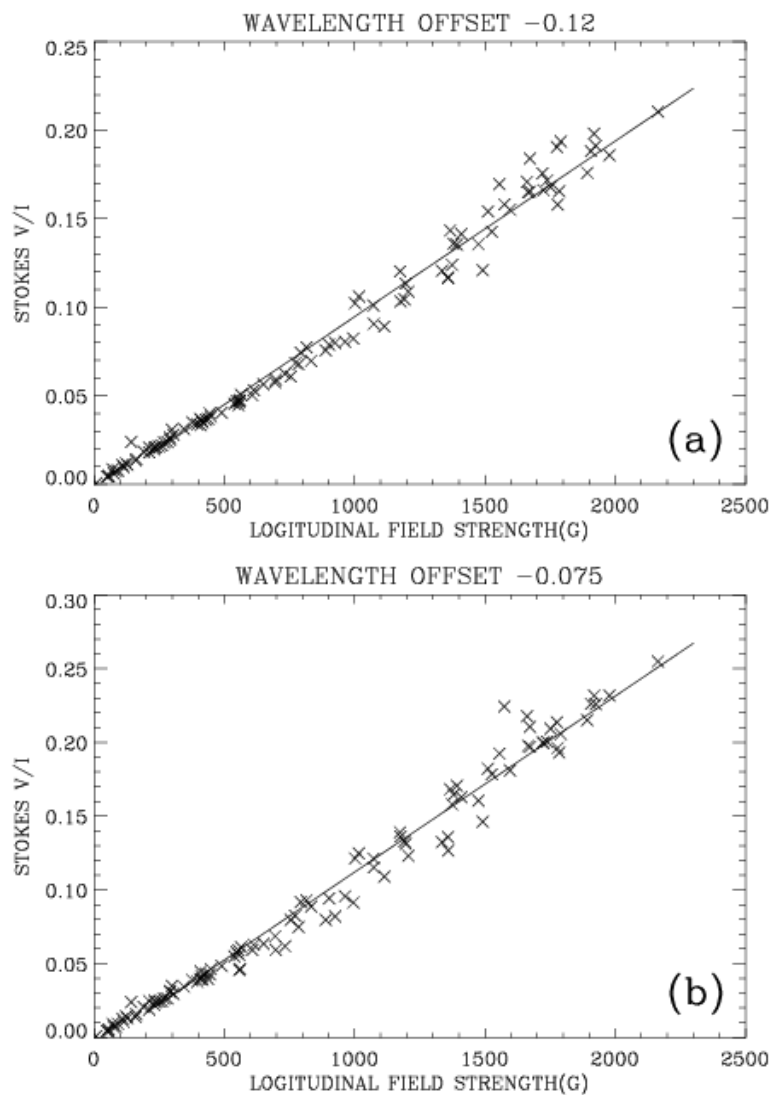 WAVELENGTH OFFSET -0.12
0.25
0.20
0.15
0.10
0.05
0.00
STOKES V/I
(a)
0 500 1000 1500 2000 2500
LOGITUDINAL FIELD STRENGTH(G)
WAVELENGTH OFFSET -0.075
0.30
0.25
0.20
0.15
0.10
0.05
0.00
STOKES V/I
(b)
0 500 1000 1500 2000 2500
LOGITUDINAL FIELD STRENGTH(G)